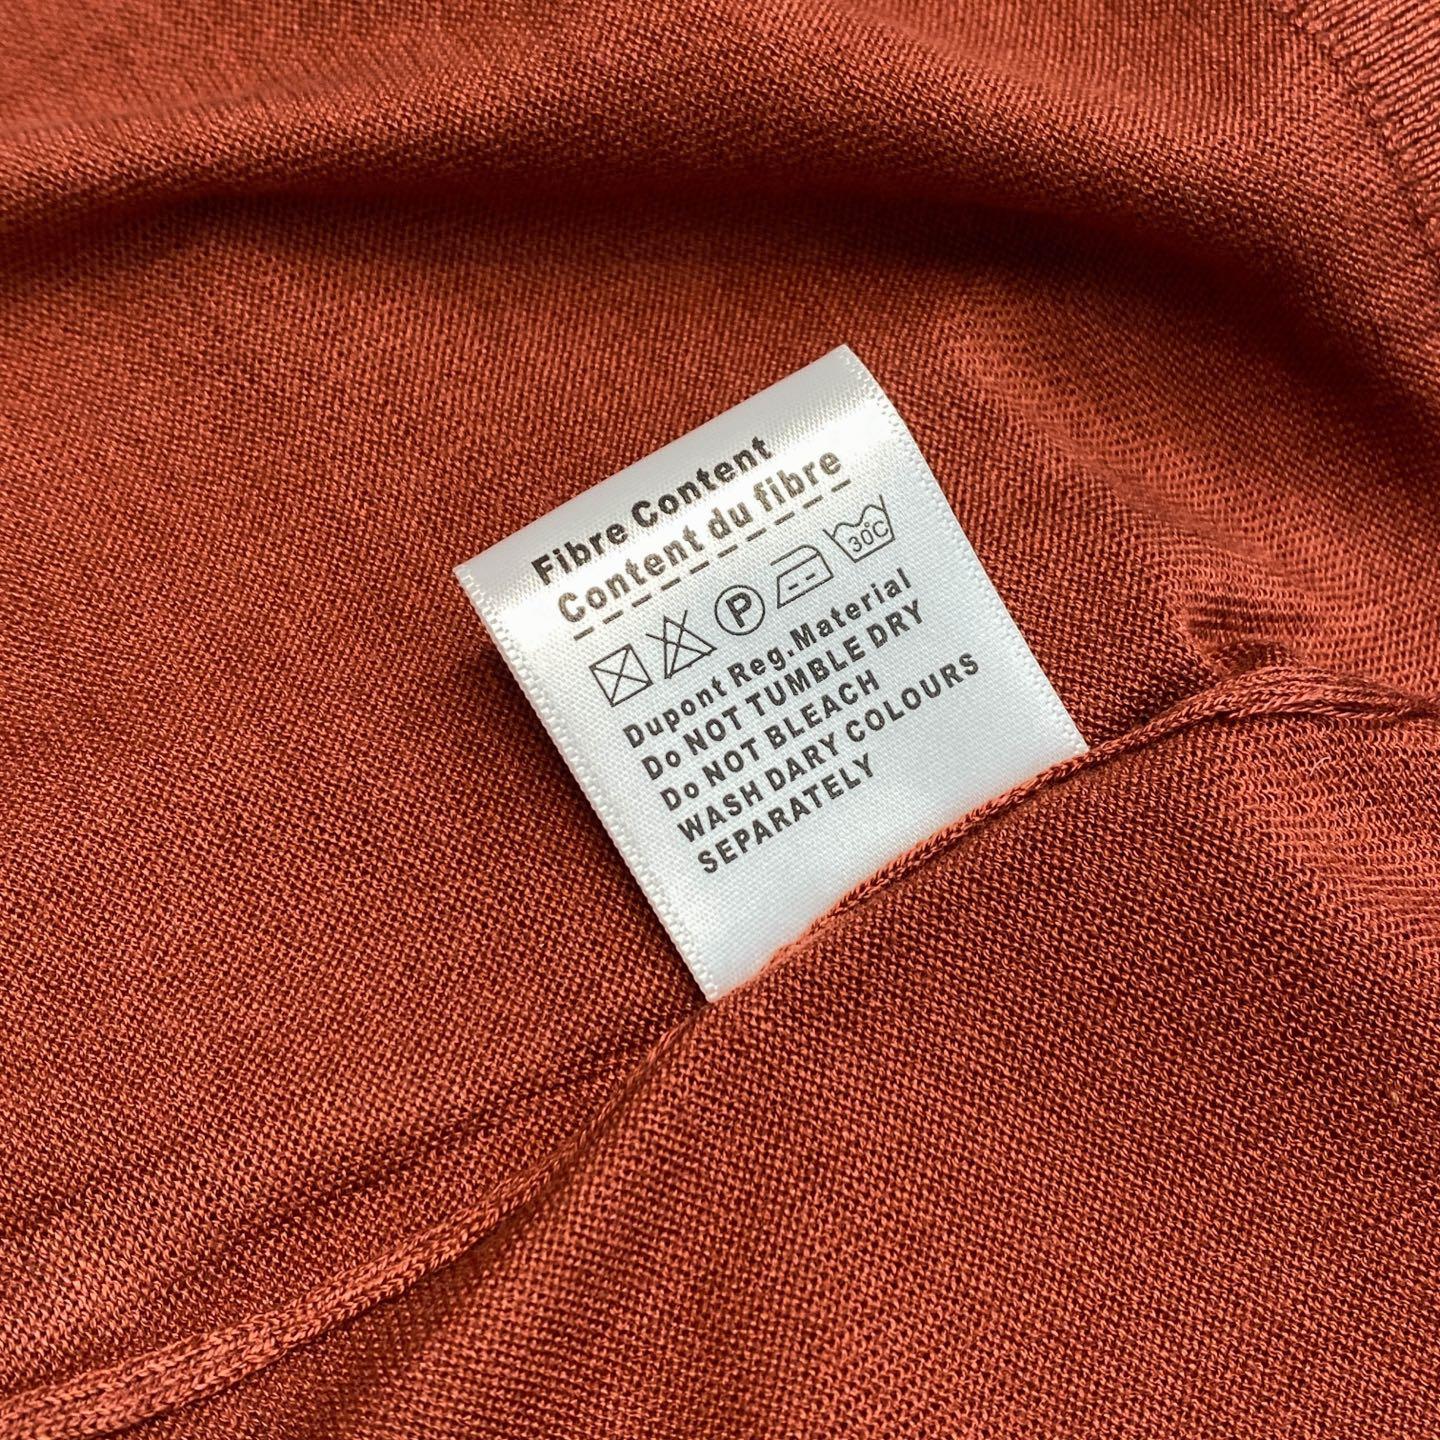 Fibre Content
Content du fibre
P
30°C
Dupont Reg.Material
Do NOT TUMBLE DRY
Do NOT BLEACH
WASH DARY COLOURS
SEPARATELY